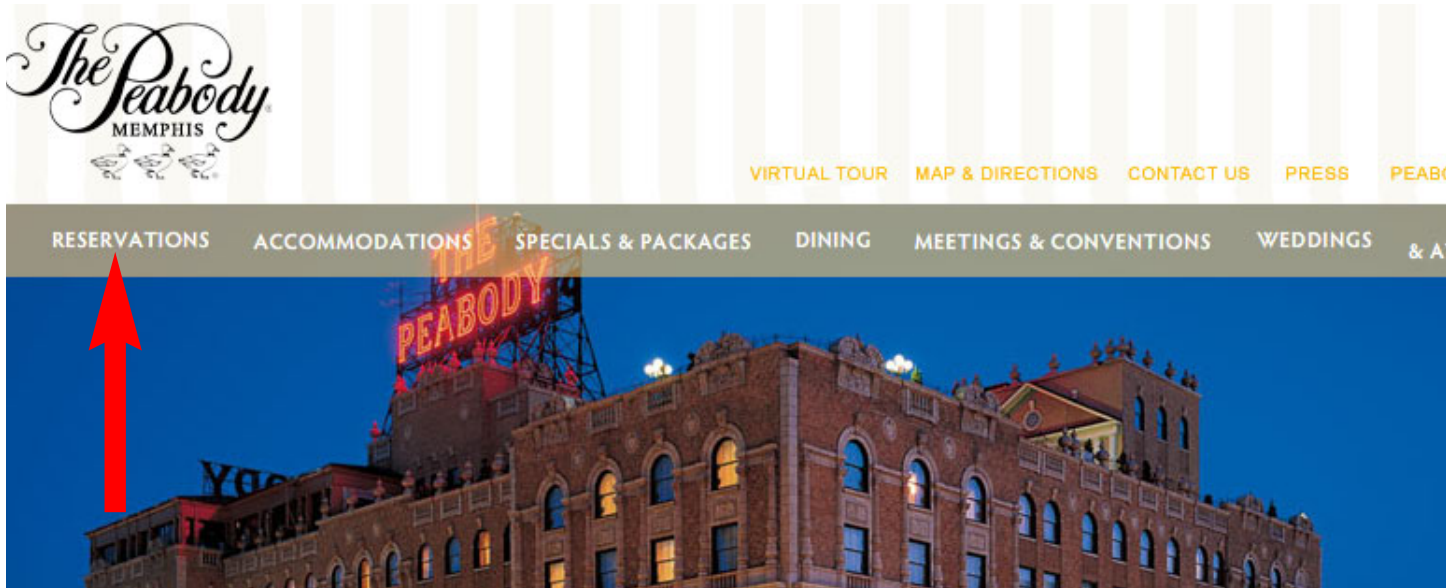 The Peabody
MEMPHIS
VIRTUAL TOUR MAP & DIRECTIONS CONTACT US PRESS
RESERVATIONS ACCOMMODATIONS SPECIALS & PACKAGES DINING MEETINGS & CONVENTIONS WEDDINGS &
THE
PEABODY